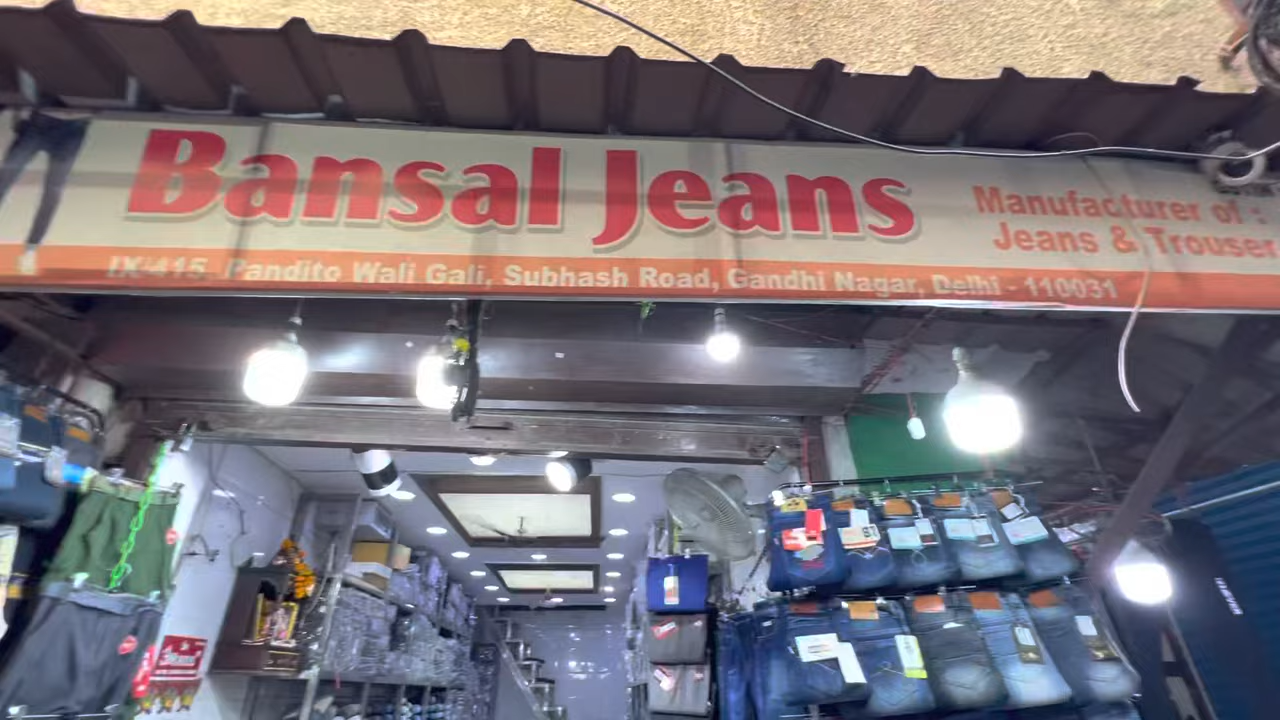 Bansal Jeans
Manufacturer of :
Jeans & Trouser
IX-415, Pandito Wali Gali, Subhash Road, Gandhi Nagar, Delhi - 110031